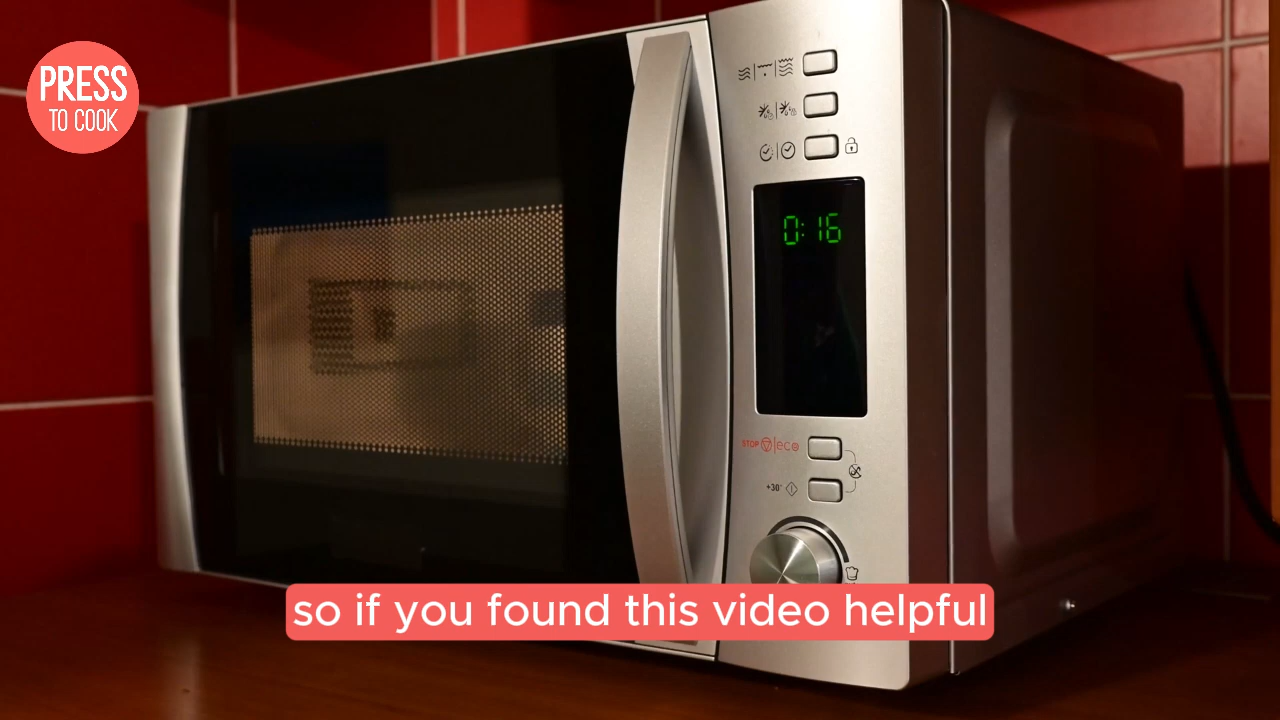 PRESS
TO COOK
0:16
STOP eco
+30'
so if you found this video helpful